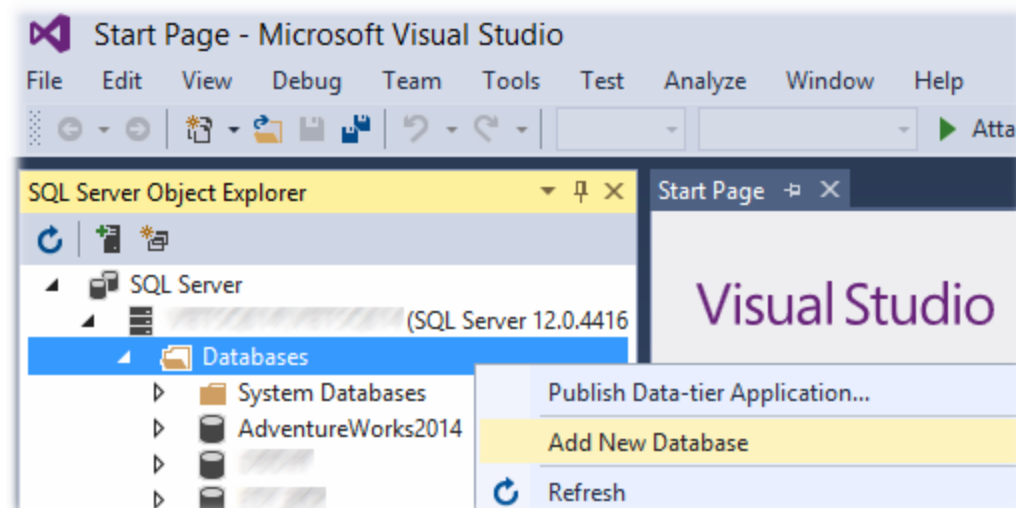 Start Page - Microsoft Visual Studio
File Edit View Debug Team Tools Test Analyze Window Help
Atta
SQL Server Object Explorer
Start Page
SQL Server
(SQL Server 12.0.4416
Visual Studio
Databases
System Databases
Publish Data-tier Application...
AdventureWorks2014
Add New Database
Refresh